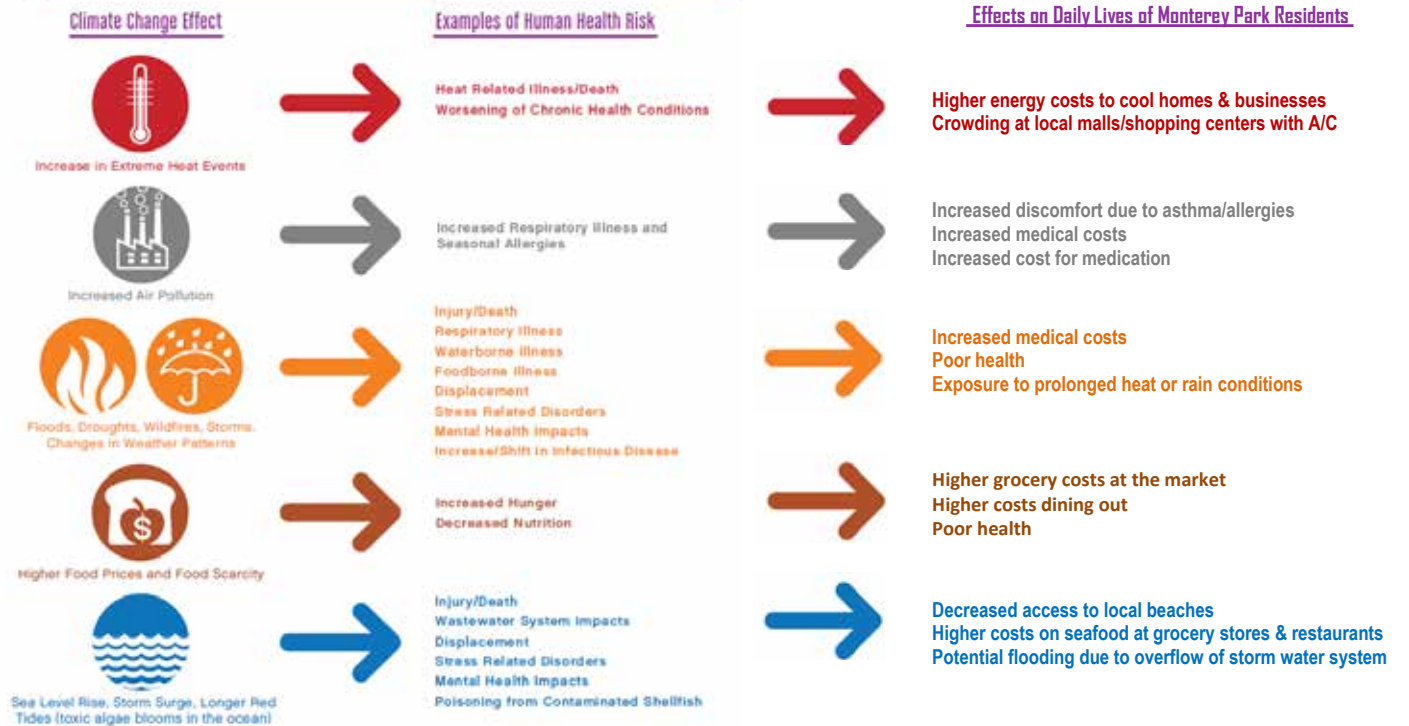 Climate Change Effect
Examples of Human Health Risk
Effects on Daily Lives of Monterey Park Residents
Increase in Extreme Heat Events
Heat Related Illness/Death
Worsening of Chronic Health Conditions
Higher energy costs to cool homes & businesses
Crowding at local malls/shopping centers with A/C
Increased Air Pollution
Increased Respiratory Illness and
Seasonal Allergies
Increased discomfort due to asthma/allergies
Increased medical costs
Increased cost for medication
Floods, Droughts, Wildfires, Storms,
Changes in Weather Patterns
Injury/Death
Respiratory Illness
Waterborne Illness
Foodborne Illness
Displacement
Stress Related Disorders
Mental Health Impacts
Increase/Shift in Infectious Disease
Increased medical costs
Poor health
Exposure to prolonged heat or rain conditions
$
Higher Food Prices and Food Scarcity
Increased Hunger
Decreased Nutrition
Higher grocery costs at the market
Higher costs dining out
Poor health
Sea Level Rise, Storm Surge, Longer Red
Tides (toxic algae blooms in the ocean)
Injury/Death
Wastewater System Impacts
Displacement
Stress Related Disorders
Mental Health Impacts
Poisoning from Contaminated Shellfish
Decreased access to local beaches
Higher costs on seafood at grocery stores & restaurants
Potential flooding due to overflow of storm water system